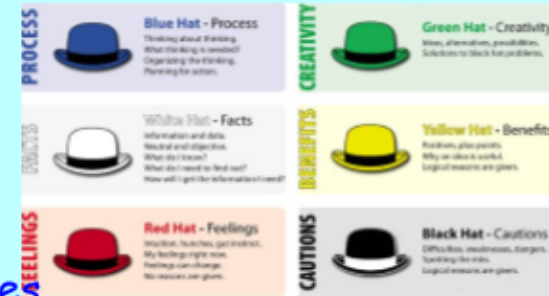 PROCESS
Blue Hat - Process
Thinking about thinking.
What thinking is needed?
Organizing the thinking.
Planning for action.
CREATIVITY
Green Hat - Creativity
Ideas, alternatives, possibilities.
Solutions to black hat problems.
FACTS
White Hat - Facts
Information and data.
Neutral and objective.
What do I know?
What do I need to find out?
How will I get the information I need?
BENEFITS
Yellow Hat - Benefits
Positives, plus points.
Why an idea is useful.
Logical reasons are given.
FEELINGS
Red Hat - Feelings
Intuition, hunches, gut instinct.
My feelings right now.
Feelings can change.
No reasons are given.
CAUTIONS
Black Hat - Cautions
Difficulties, weaknesses, dangers.
Spotting the risks.
Logical reasons are given.
es